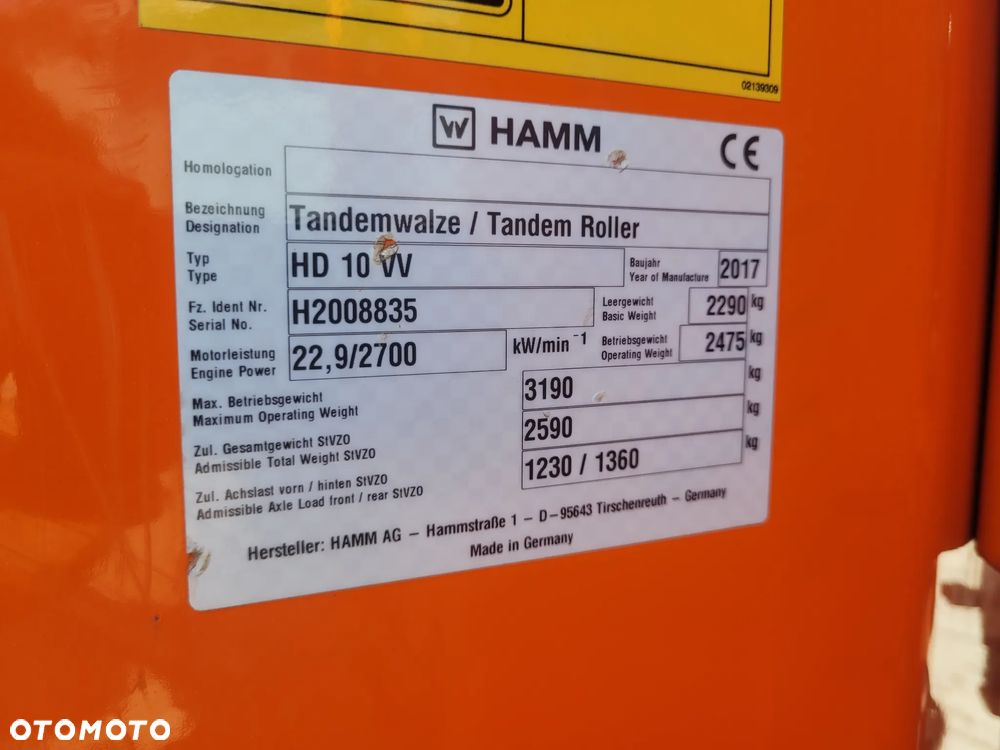 02139309
HAMM
CE
Homologation
Bezeichnung
Designation
Tandemwalze / Tandem Roller
Typ
Type
HD 10 VV
Baujahr
Year of Manufacture
2017
Fz. Ident Nr.
Serial No.
H2008835
Leergewicht
Basic Weight
2290 kg
Motorleistung
Engine Power
22,9/2700 kW/min⁻¹
Betriebsgewicht
Operating Weight
2475 kg
Max. Betriebsgewicht
Maximum Operating Weight
3190 kg
Zul. Gesamtgewicht StVZO
Admissible Total Weight StVZO
2590 kg
Zul. Achslast vorn / hinten StVZO
Admissible Axle Load front / rear StVZO
1230 / 1360 kg
Hersteller: HAMM AG – Hammstraße 1 – D–95643 Tirschenreuth – Germany
Made in Germany
OTOMOTO